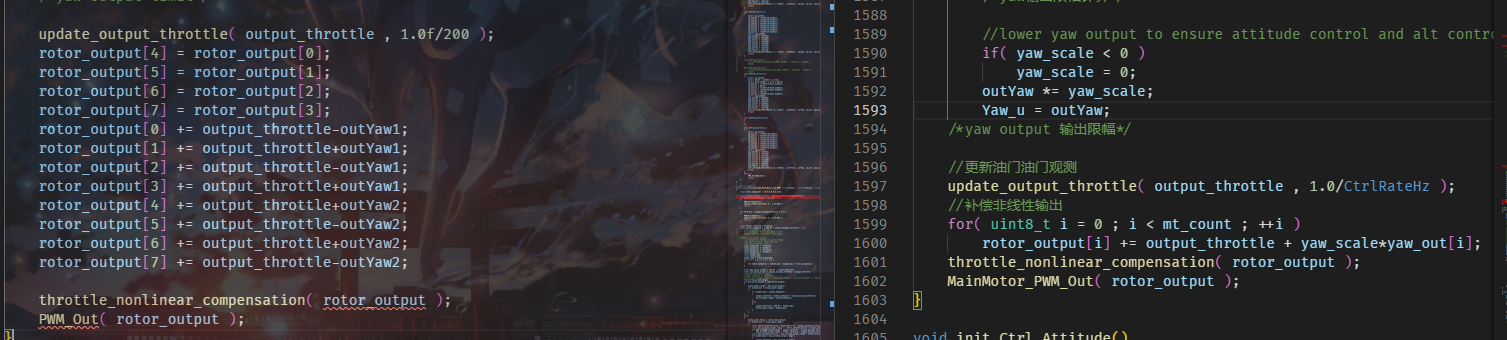 update_output_throttle( output_throttle , 1.0f/200 );
rotor_output[4] = rotor_output[0];
rotor_output[5] = rotor_output[1];
rotor_output[6] = rotor_output[2];
rotor_output[7] = rotor_output[3];
rotor_output[0] += output_throttle-outYaw1;
rotor_output[1] += output_throttle+outYaw1;
rotor_output[2] += output_throttle-outYaw1;
rotor_output[3] += output_throttle+outYaw1;
rotor_output[4] += output_throttle+outYaw2;
rotor_output[5] += output_throttle-outYaw2;
rotor_output[6] += output_throttle+outYaw2;
rotor_output[7] += output_throttle-outYaw2;
throttle_nonlinear_compensation( rotor_output );
PWM_Out( rotor_output );
}
1588
1589 //lower yaw output to ensure attitude control and alt contro
1590 if( yaw_scale < 0 )
1591 yaw_scale = 0;
1592 outYaw *= yaw_scale;
1593 Yaw_u = outYaw;
1594 /*yaw output 输出限幅*/
1595
1596 //更新油门油门观测
1597 update_output_throttle( output_throttle , 1.0/CtrlRateHz );
1598 //补偿非线性输出
1599 for( uint8_t i = 0 ; i < mt_count ; ++i )
1600 rotor_output[i] += output_throttle + yaw_scale*yaw_out[i];
1601 throttle_nonlinear_compensation( rotor_output );
1602 MainMotor_PWM_Out( rotor_output );
1603 }
1604
1605 void init_Ctrl_Attitude()